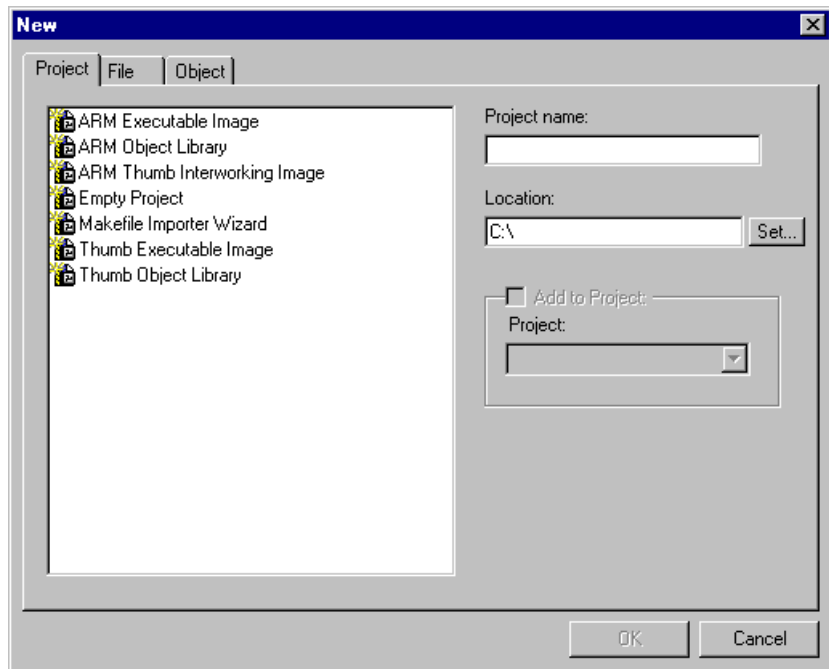 New
Project
File
Object
ARM Executable Image
ARM Object Library
ARM Thumb Interworking Image
Empty Project
Makefile Importer Wizard
Thumb Executable Image
Thumb Object Library
Project name:
Location:
C:\
Set...
Add to Project:
Project:
OK
Cancel